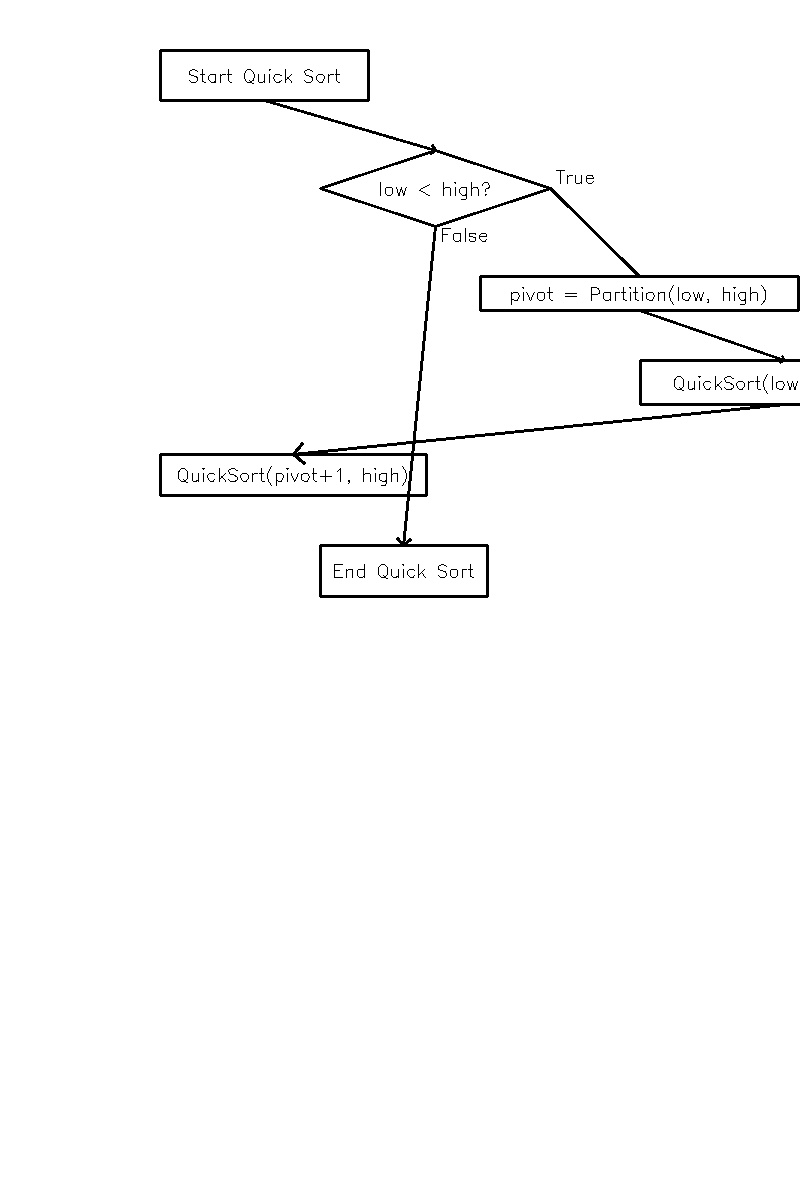 Start Quick Sort
low < high?
True
False
pivot = Partition(low, high)
QuickSort(low
QuickSort(pivot+1, high)
End Quick Sort